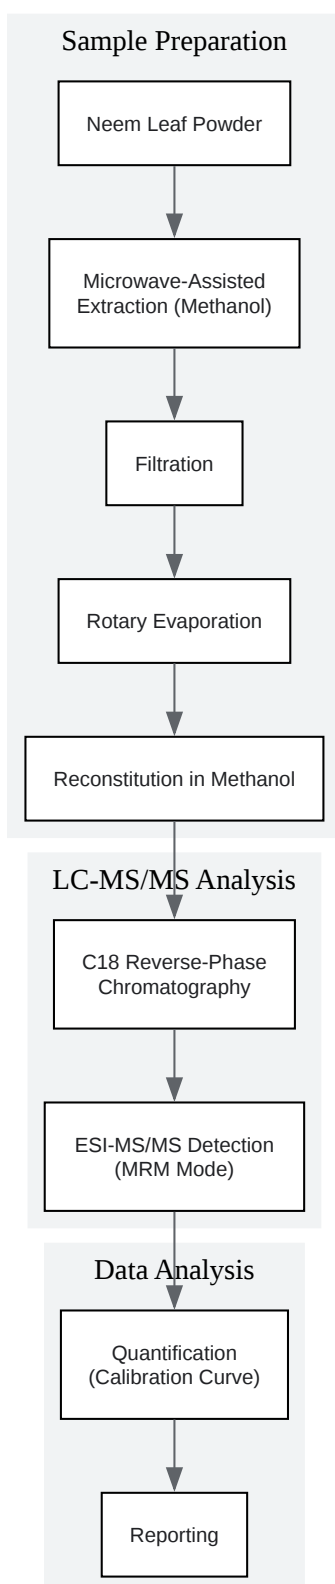 Sample Preparation
Neem Leaf Powder
Microwave-Assisted
Extraction (Methanol)
Filtration
Rotary Evaporation
Reconstitution in Methanol
LC-MS/MS Analysis
C18 Reverse-Phase
Chromatography
ESI-MS/MS Detection
(MRM Mode)
Data Analysis
Quantification
(Calibration Curve)
Reporting